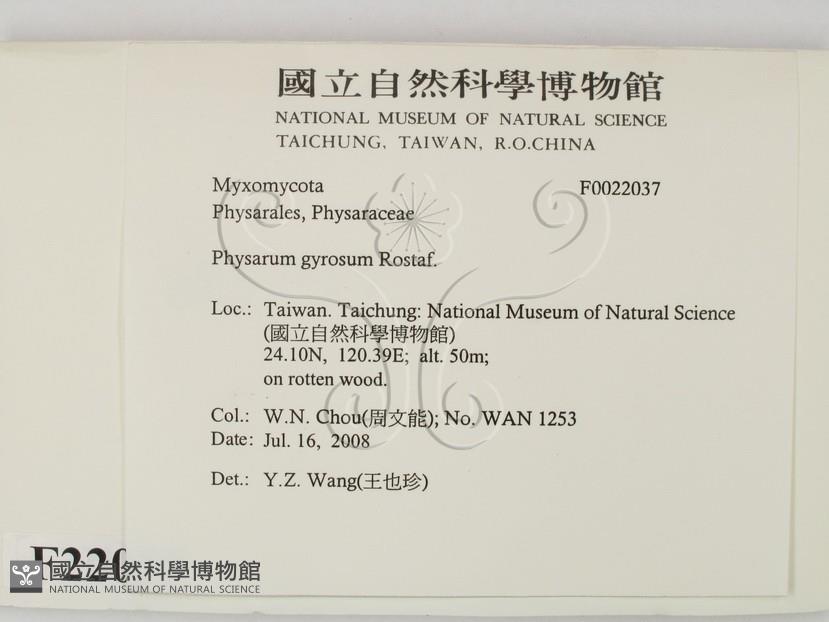 國立自然科學博物館
NATIONAL MUSEUM OF NATURAL SCIENCE
TAICHUNG, TAIWAN, R.O.CHINA
Myxomycota F0022037
Physarales, Physaraceae
Physarum gyrosum Rostaf.
Loc.: Taiwan. Taichung: National Museum of Natural Science
(國立自然科學博物館)
24.10N, 120.39E; alt. 50m;
on rotten wood.
Col.: W.N. Chou(周文能); No. WAN 1253
Date: Jul. 16, 2008
Det.: Y.Z. Wang(王也珍)
國立自然科學博物館
NATIONAL MUSEUM OF NATURAL SCIENCE